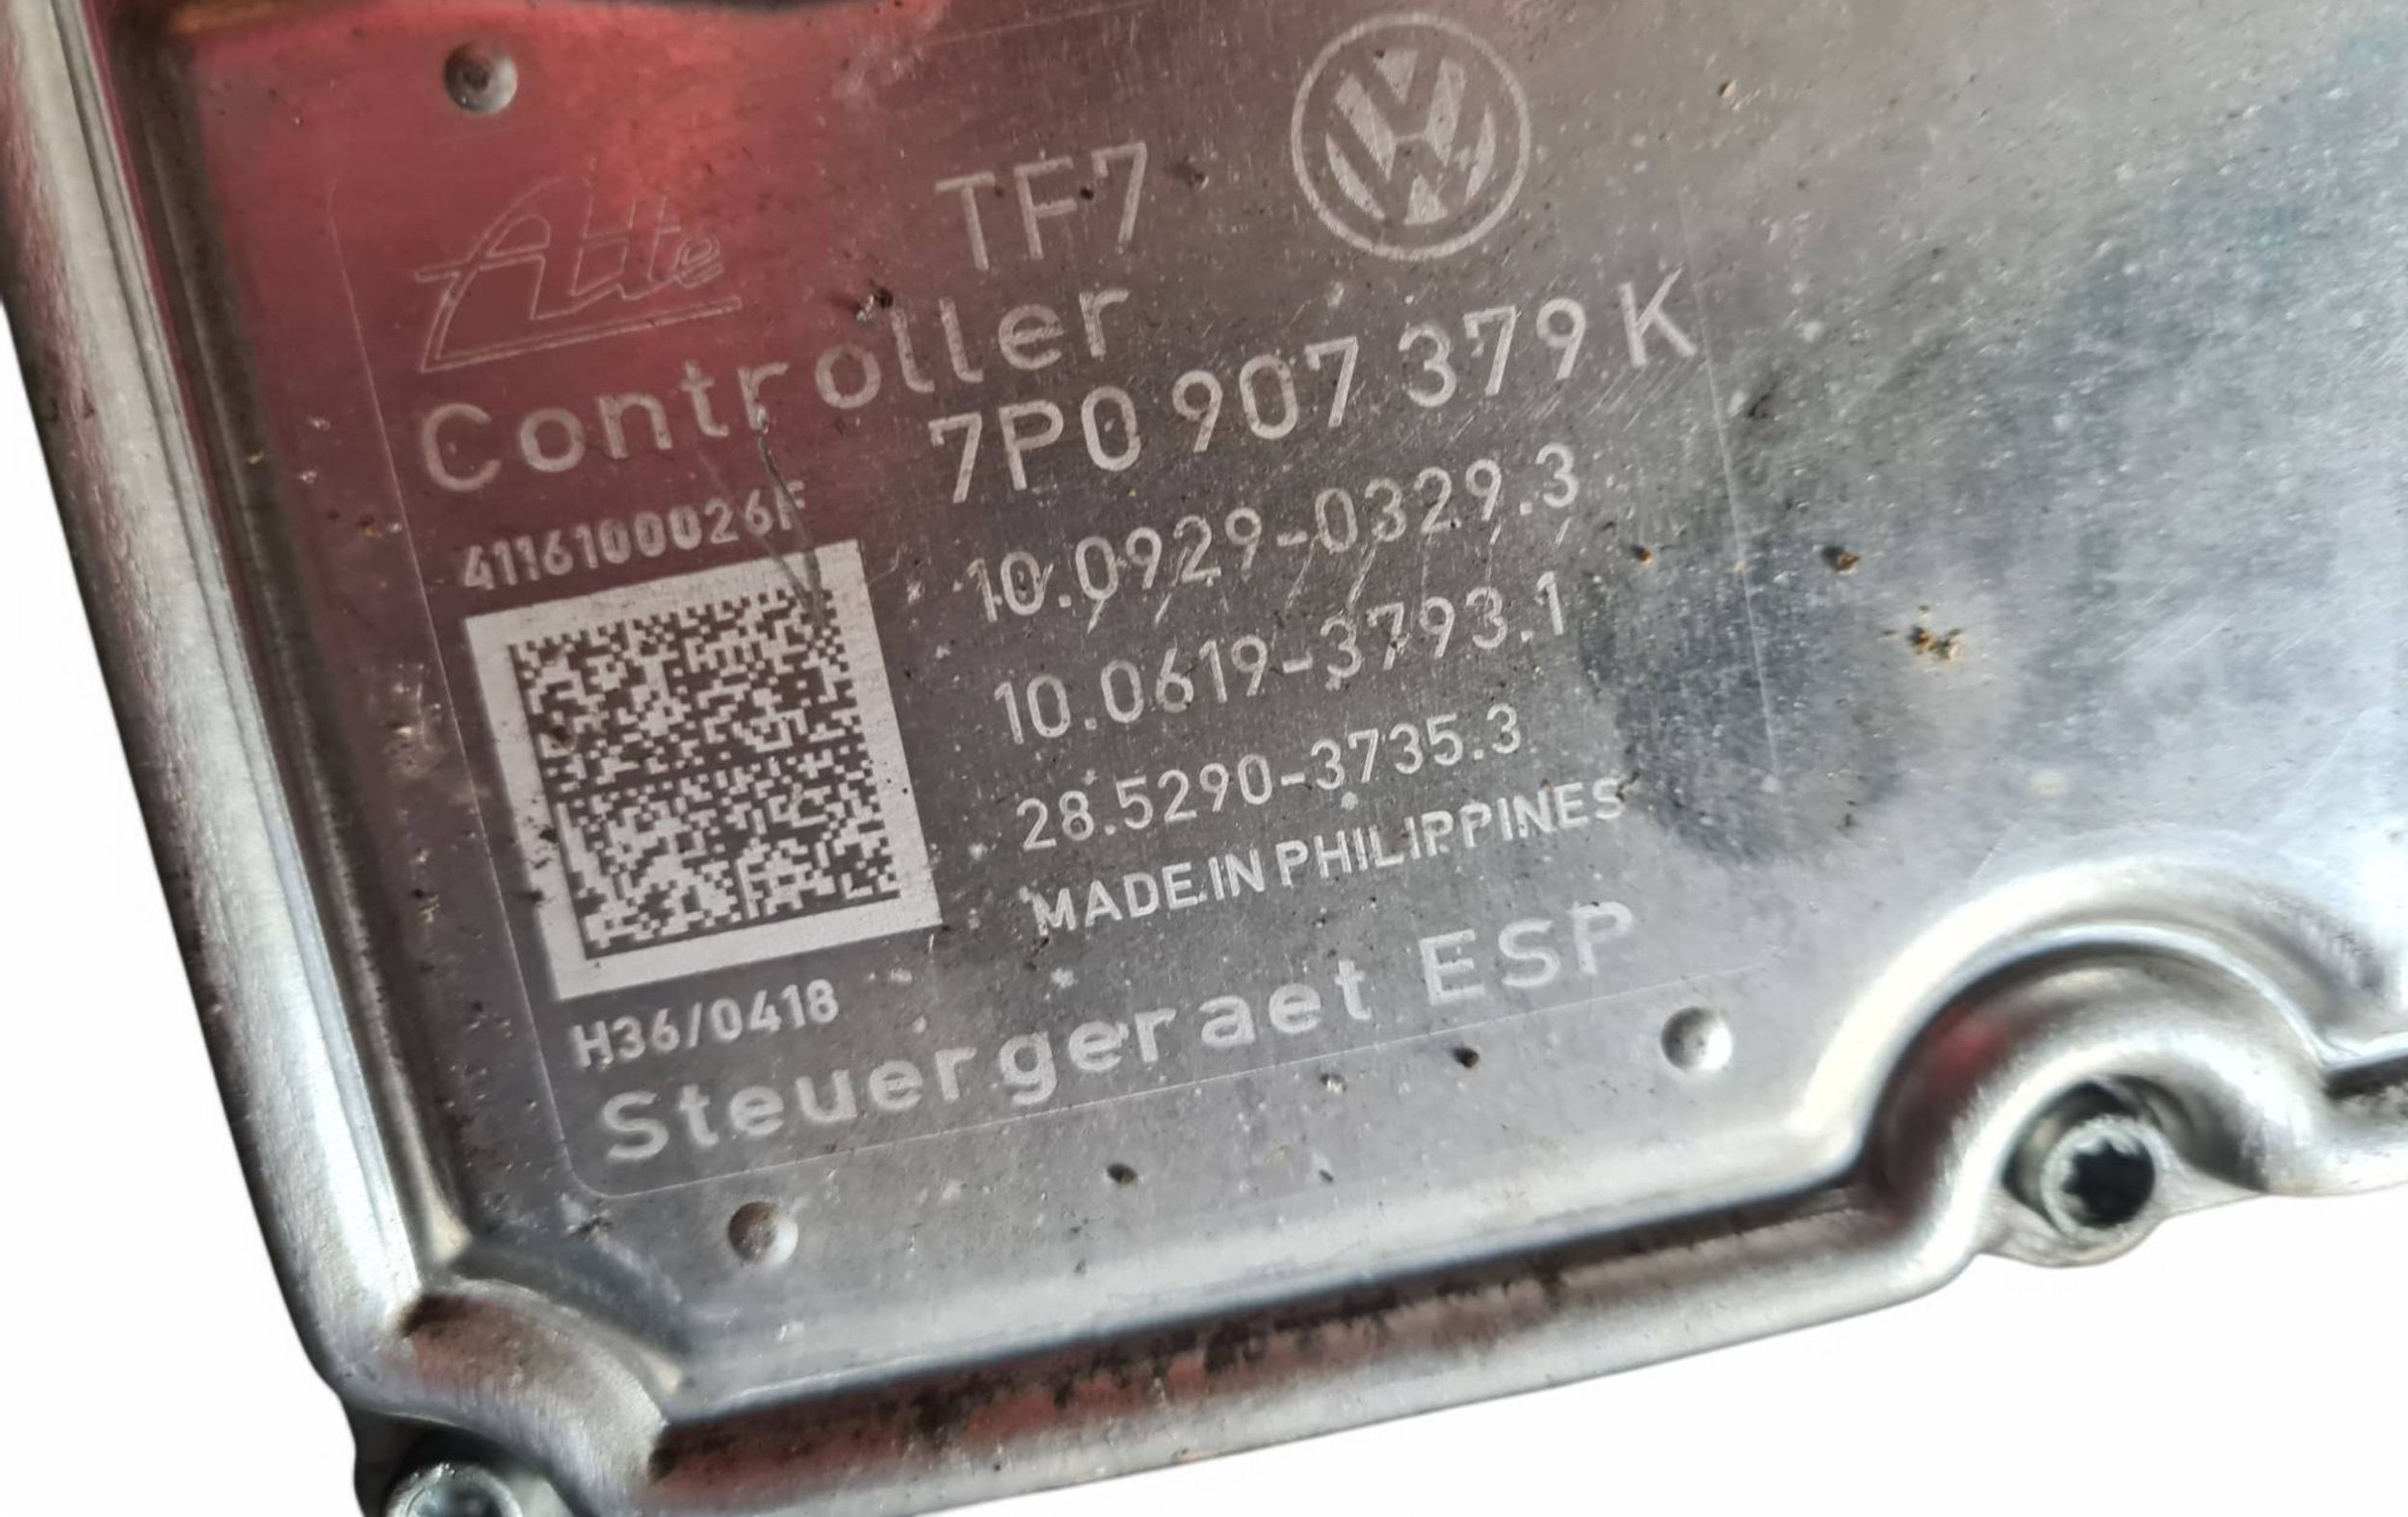 Ate
TF7
Controller
7P0 907 379 K
4116100026F
10.0929-0329.3
10.0619-3793.1
28.5290-3735.3
MADE IN PHILIPPINES
H36/0418
Steuergeraet ESP